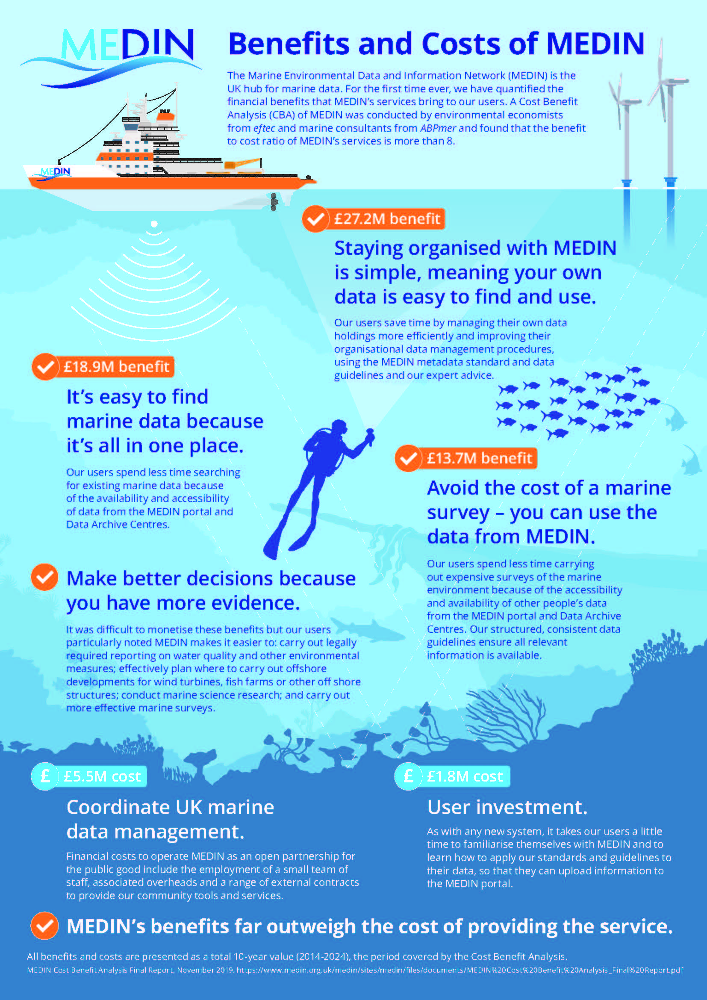 MEDIN
Benefits and Costs of MEDIN
The Marine Environmental Data and Information Network (MEDIN) is the
UK hub for marine data. For the first time ever, we have quantified the
financial benefits that MEDIN's services bring to our users. A Cost Benefit
Analysis (CBA) of MEDIN was conducted by environmental economists
from eftec and marine consultants from ABPmer and found that the benefit
to cost ratio of MEDIN's services is more than 8.
MEDIN
£27.2M benefit
Staying organised with MEDIN
is simple, meaning your own
data is easy to find and use.
Our users save time by managing their own data
holdings more efficiently and improving their
organisational data management procedures,
using the MEDIN metadata standard and data
guidelines and our expert advice.
£18.9M benefit
It's easy to find
marine data because
it's all in one place.
Our users spend less time searching
for existing marine data because
of the availability and accessibility
of data from the MEDIN portal and
Data Archive Centres.
£13.7M benefit
Avoid the cost of a marine
survey – you can use the
data from MEDIN.
Our users spend less time carrying
out expensive surveys of the marine
environment because of the accessibility
and availability of other people's data
from the MEDIN portal and Data Archive
Centres. Our structured, consistent data
guidelines ensure all relevant
information is available.
Make better decisions because
you have more evidence.
It was difficult to monetise these benefits but our users
particularly noted MEDIN makes it easier to: carry out legally
required reporting on water quality and other environmental
measures; effectively plan where to carry out offshore
developments for wind turbines, fish farms or other off shore
structures; conduct marine science research; and carry out
more effective marine surveys.
£ £5.5M cost
Coordinate UK marine
data management.
Financial costs to operate MEDIN as an open partnership for
the public good include the employment of a small team of
staff, associated overheads and a range of external contracts
to provide our community tools and services.
£ £1.8M cost
User investment.
As with any new system, it takes our users a little
time to familiarise themselves with MEDIN and to
learn how to apply our standards and guidelines to
their data, so that they can upload information to
the MEDIN portal.
MEDIN's benefits far outweigh the cost of providing the service.
All benefits and costs are presented as a total 10-year value (2014-2024), the period covered by the Cost Benefit Analysis.
MEDIN Cost Benefit Analysis Final Report, November 2019. https://www.medin.org.uk/medin/sites/medin/files/documents/MEDIN%20Cost%20Benefit%20Analysis_Final%20Report.pdf